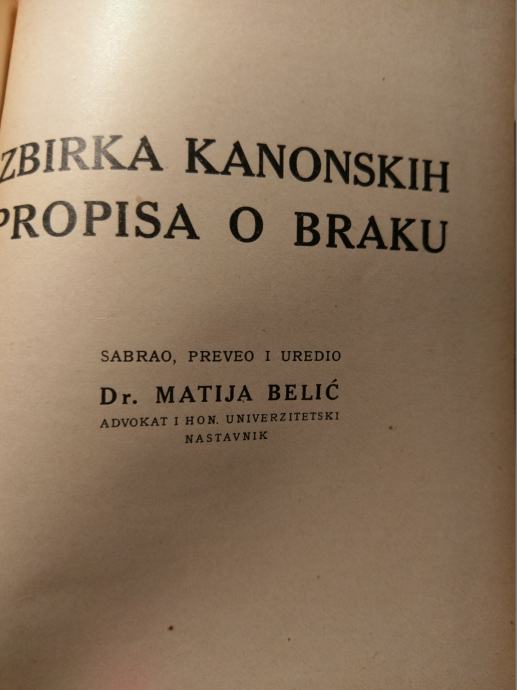 ZBIRKA KANONSKIH
PROPISA O BRAKU
SABRAO, PREVEO I UREDIO
Dr. MATIJA BELIĆ
ADVOKAT I HON. UNIVERZITETSKI
NASTAVNIK